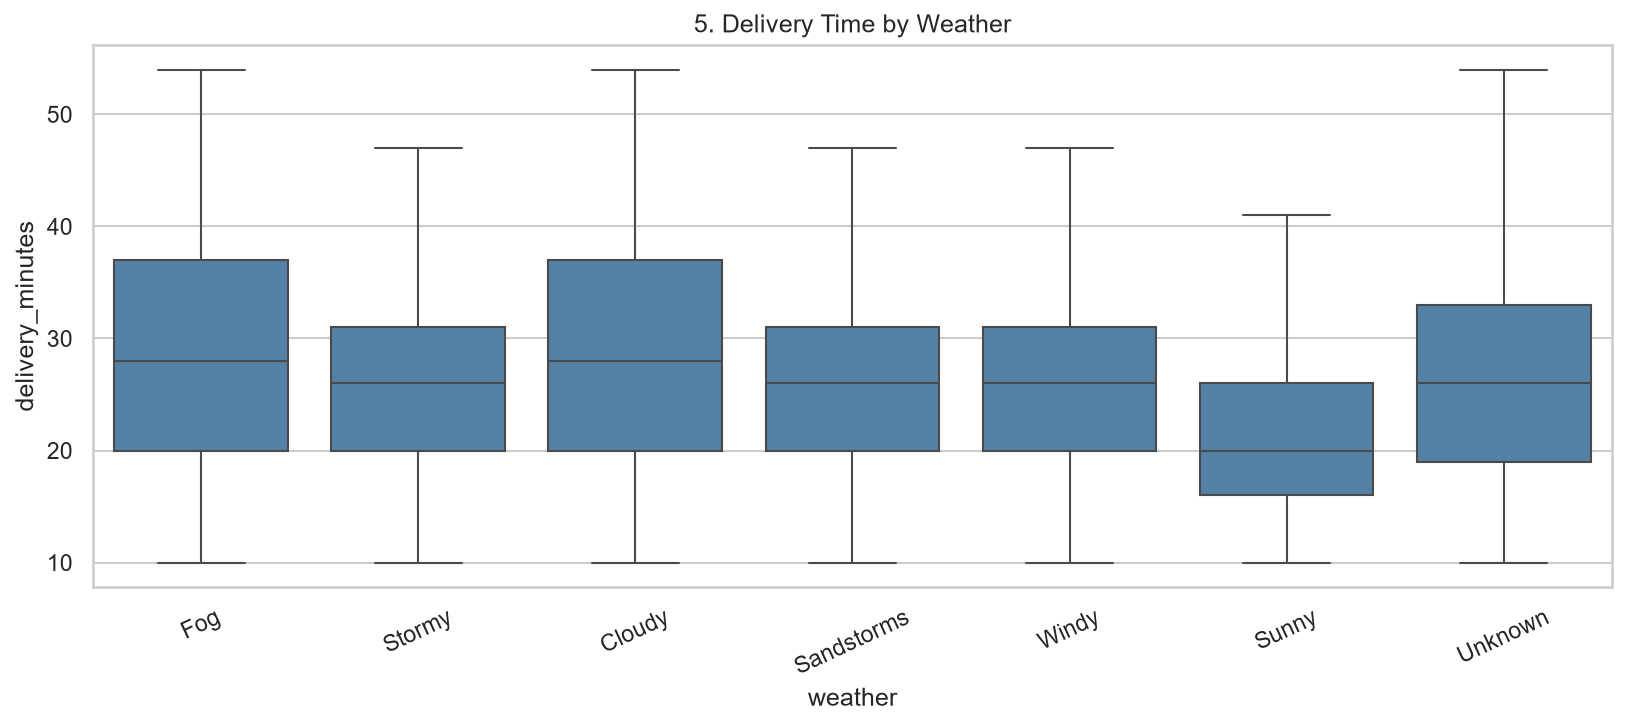 5. Delivery Time by Weather
delivery_minutes
50
40
30
20
10
Fog
Stormy
Cloudy
Sandstorms
Windy
Sunny
Unknown
weather